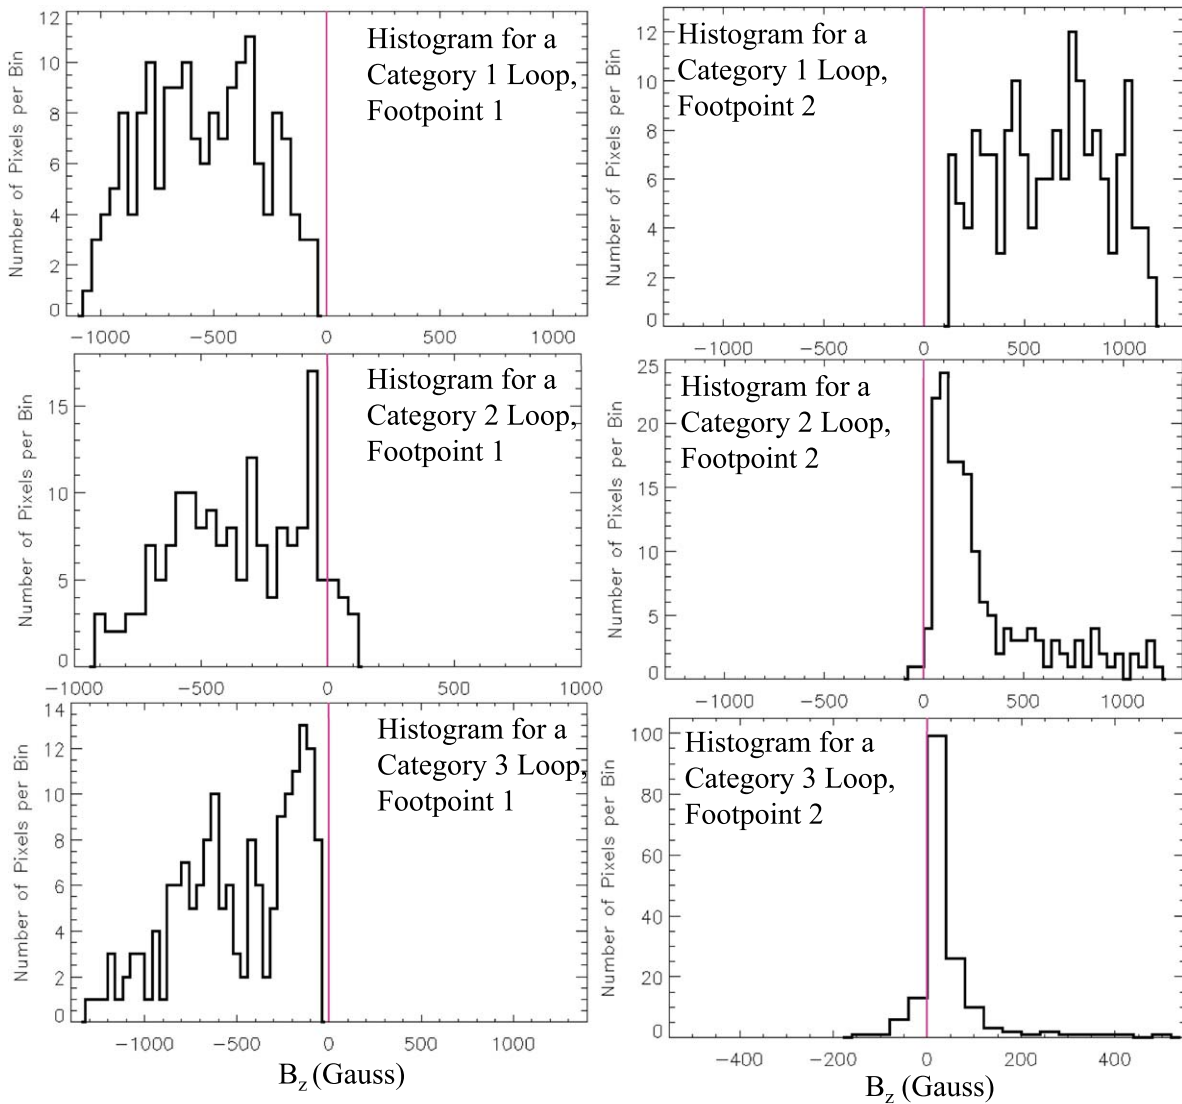 Number of Pixels per Bin
12
10
8
6
4
2
0
Histogram for a
Category 1 Loop,
Footpoint 1
−1000
−500
0
500
1000
Number of Pixels per Bin
12
10
8
6
4
2
0
Histogram for a
Category 1 Loop,
Footpoint 2
−1000
−500
0
500
1000
Number of Pixels per Bin
15
10
5
0
Histogram for a
Category 2 Loop,
Footpoint 1
−1000
−500
0
500
1000
Number of Pixels per Bin
25
20
15
10
5
0
Histogram for a
Category 2 Loop,
Footpoint 2
−1000
−500
0
500
1000
Number of Pixels per Bin
14
12
10
8
6
4
2
0
Histogram for a
Category 3 Loop,
Footpoint 1
−1000
−500
0
500
1000
Bz (Gauss)
Number of Pixels per Bin
100
80
60
40
20
0
Histogram for a
Category 3 Loop,
Footpoint 2
−400
−200
0
200
400
Bz (Gauss)